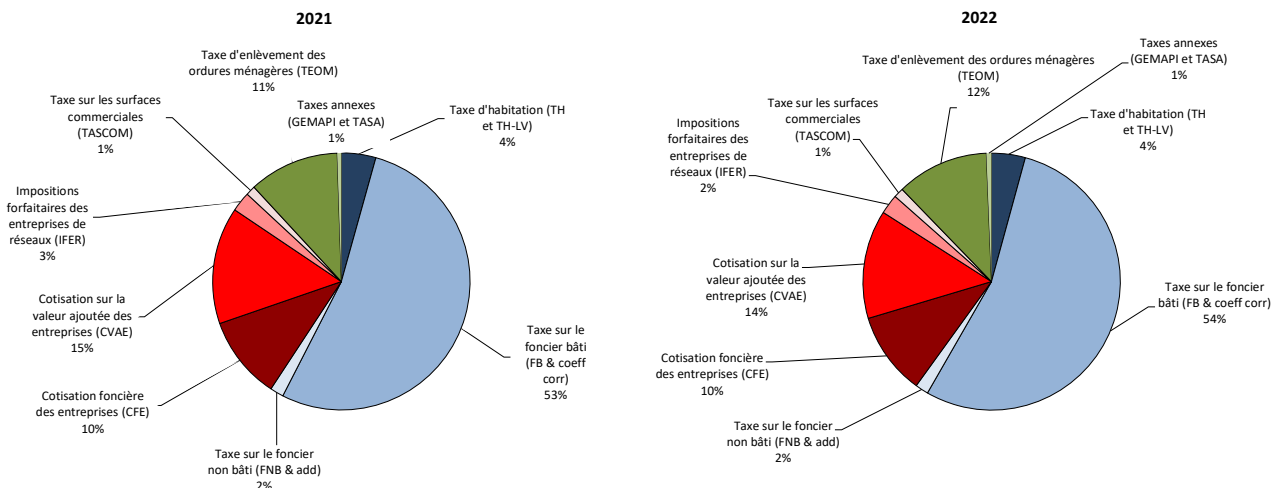 2021
Taxe d'enlèvement des
ordures ménagères (TEOM)
11%
Taxes annexes
(GEMAPI et TASA)
1%
Taxe d'habitation (TH
et TH-LV)
4%
Taxe sur les surfaces
commerciales
(TASCOM)
1%
Impositions
forfaitaires des
entreprises de
réseaux (IFER)
3%
Cotisation sur la
valeur ajoutée des
entreprises (CVAE)
15%
Taxe sur le
foncier bâti
(FB & coeff
corr)
53%
Cotisation foncière
des entreprises (CFE)
10%
Taxe sur le foncier
non bâti (FNB & add)
2%
2022
Taxe d'enlèvement des ordures ménagères
(TEOM)
12%
Taxes annexes
(GEMAPI et TASA)
1%
Taxe sur les surfaces
commerciales
(TASCOM)
1%
Taxe d'habitation (TH
et TH-LV)
4%
Impositions
forfaitaires des
entreprises de
réseaux (IFER)
2%
Cotisation sur la
valeur ajoutée des
entreprises (CVAE)
14%
Taxe sur le foncier
bâti (FB & coeff corr)
54%
Cotisation foncière
des entreprises (CFE)
10%
Taxe sur le foncier
non bâti (FNB & add)
2%